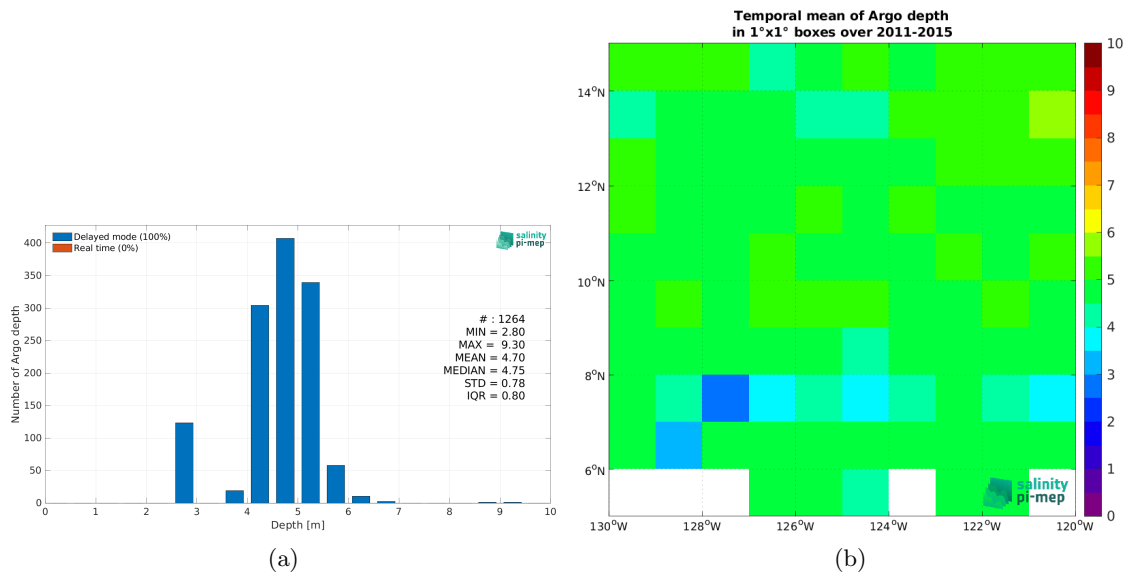 Delayed mode (100%)
Real time (0%)
salinity
pi-mep
# : 1264
MIN = 2.80
MAX = 9.30
MEAN = 4.70
MEDIAN = 4.75
STD = 0.78
IQR = 0.80
Number of Argo depth
400
350
300
250
200
150
100
50
0
0 1 2 3 4 5 6 7 8 9 10
Depth [m]
(a)
Temporal mean of Argo depth
in 1°x1° boxes over 2011-2015
14°N
12°N
10°N
8°N
6°N
130°W 128°W 126°W 124°W 122°W 120°W
salinity
pi-mep
10
9
8
7
6
5
4
3
2
1
0
(b)